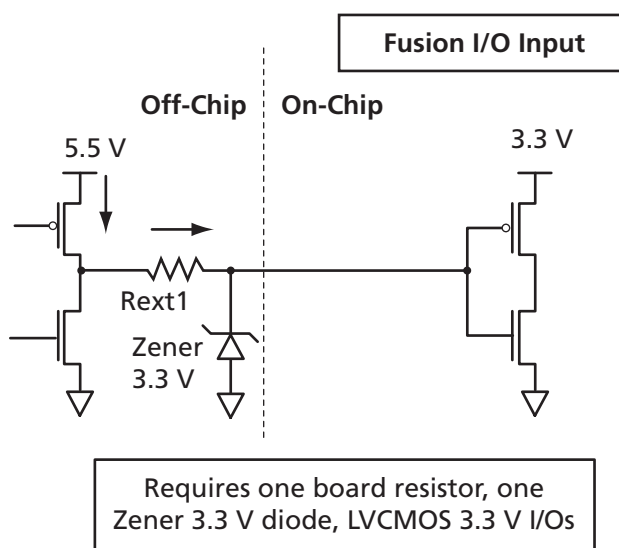 Fusion I/O Input
Off-Chip
On-Chip
5.5 V
3.3 V
Rext1
Zener
3.3 V
Requires one board resistor, one
Zener 3.3 V diode, LVCMOS 3.3 V I/Os